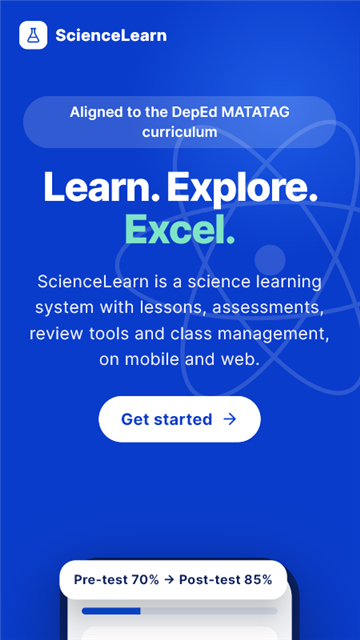 ScienceLearn
Aligned to the DepEd MATATAG
curriculum
Learn. Explore.
Excel.
ScienceLearn is a science learning
system with lessons, assessments,
review tools and class management,
on mobile and web.
Get started →
Pre-test 70% → Post-test 85%